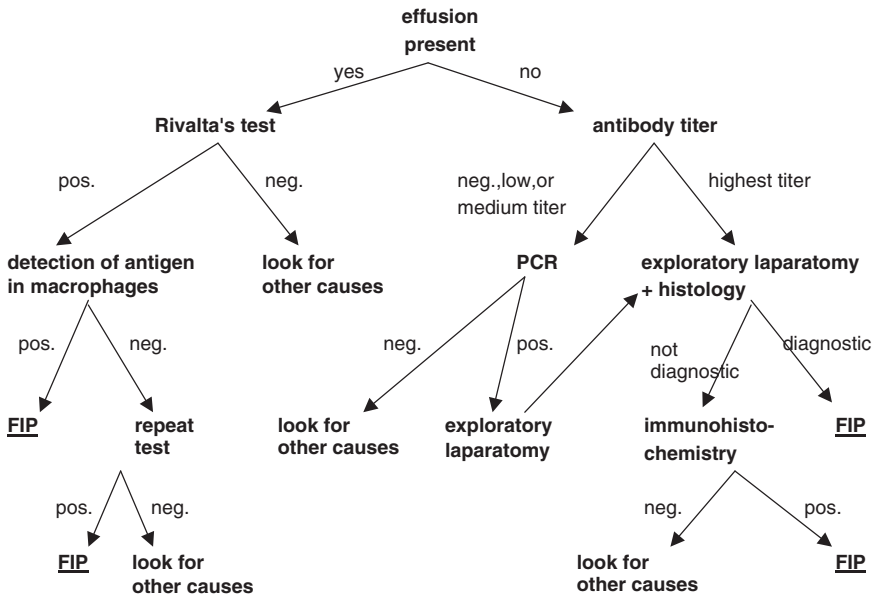 effusion
present
yes
no
Rivalta's test
antibody titer
pos.
neg.
neg.,low,or
medium titer
highest titer
detection of antigen
in macrophages
look for
other causes
PCR
exploratory laparatomy
+ histology
pos.
neg.
neg.
pos.
not
diagnostic
diagnostic
FIP
repeat
test
look for
other causes
exploratory
laparatomy
immunohisto-
chemistry
FIP
pos.
neg.
neg.
pos.
FIP
look for
other causes
look for
other causes
FIP